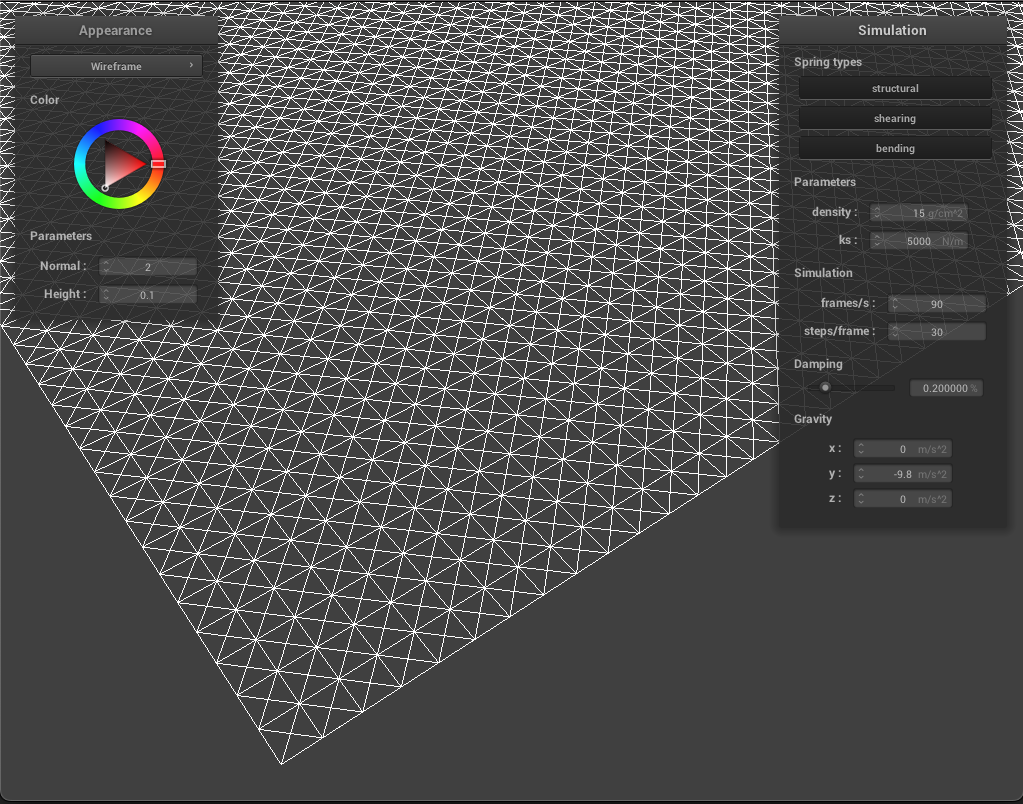 Appearance
Wireframe ›
Color
Parameters
Normal : 2
Height : 0.1
Simulation
Spring types
structural
shearing
bending
Parameters
density : 15 g/cm^2
ks : 5000 N/m
Simulation
frames/s : 90
steps/frame : 30
Damping
0.200000 %
Gravity
x : 0 m/s^2
y : -9.8 m/s^2
z : 0 m/s^2